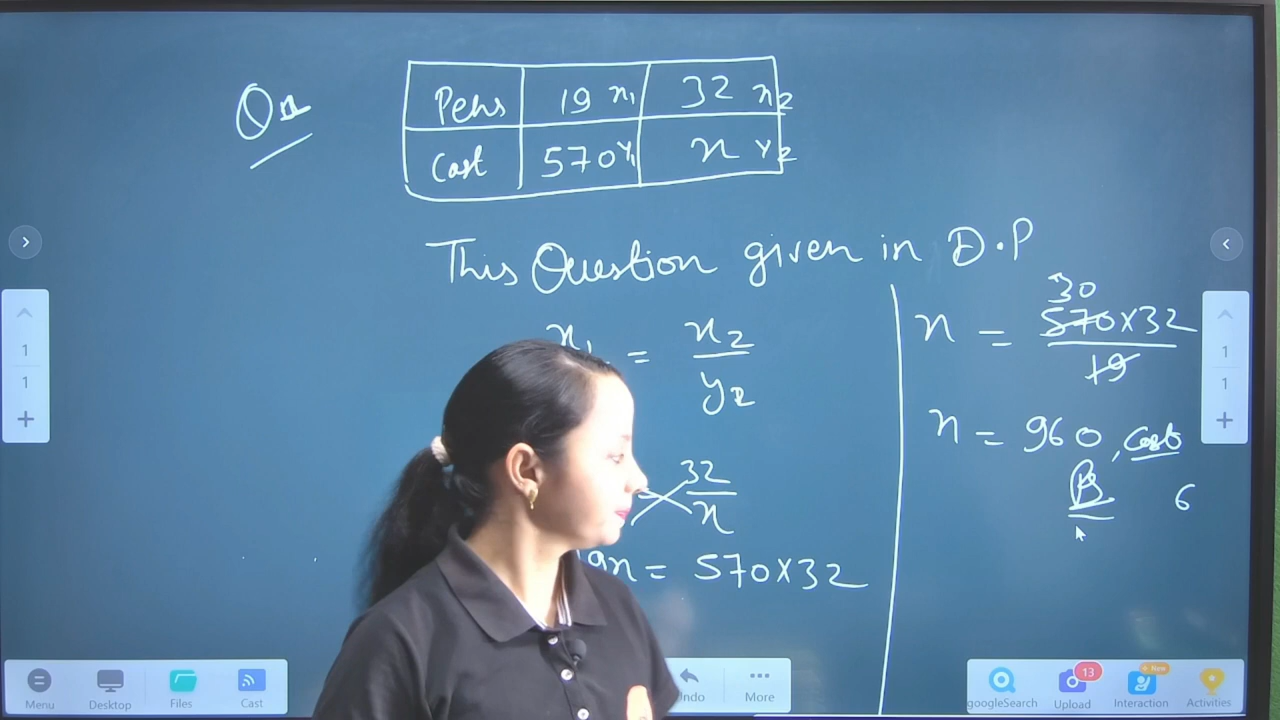 Q1
Pens 19 x₁ 32 x₂
Cost 570 y₁ x y₂
This Question given in D.P
x₁ = x₂
y₂
32
x
19x = 570×32
30
x = 570×32
19
x = 960, cost
B 6
1
1
1
1
Menu
Desktop
Files
Cast
Undo
More
googleSearch
13
Upload
New
Interaction
Activities